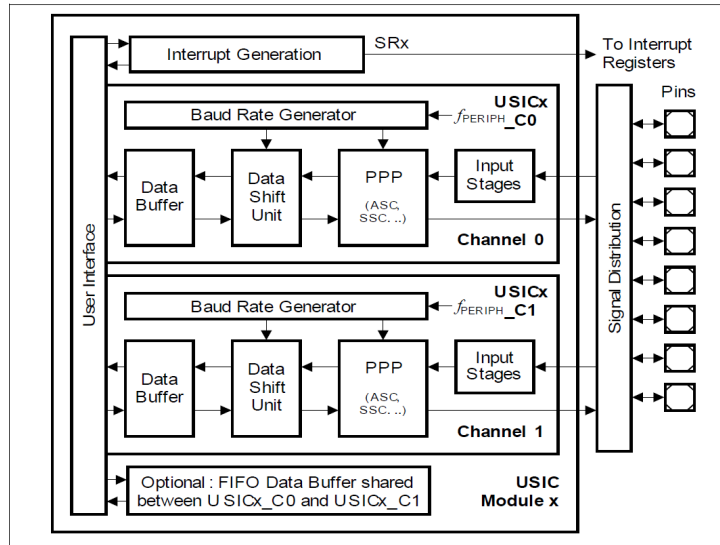 Interrupt Generation
SRx
To Interrupt
Registers
Pins
User Interface
Baud Rate Generator
USICx
fPERIPH_C0
Data
Buffer
Data
Shift
Unit
PPP
(ASC,
SSC. ..)
Input
Stages
Channel 0
Signal Distribution
Baud Rate Generator
USICx
fPERIPH_C1
Data
Buffer
Data
Shift
Unit
PPP
(ASC,
SSC. ..)
Input
Stages
Channel 1
Optional : FIFO Data Buffer shared
between USICx_C0 and USICx_C1
USIC
Module x